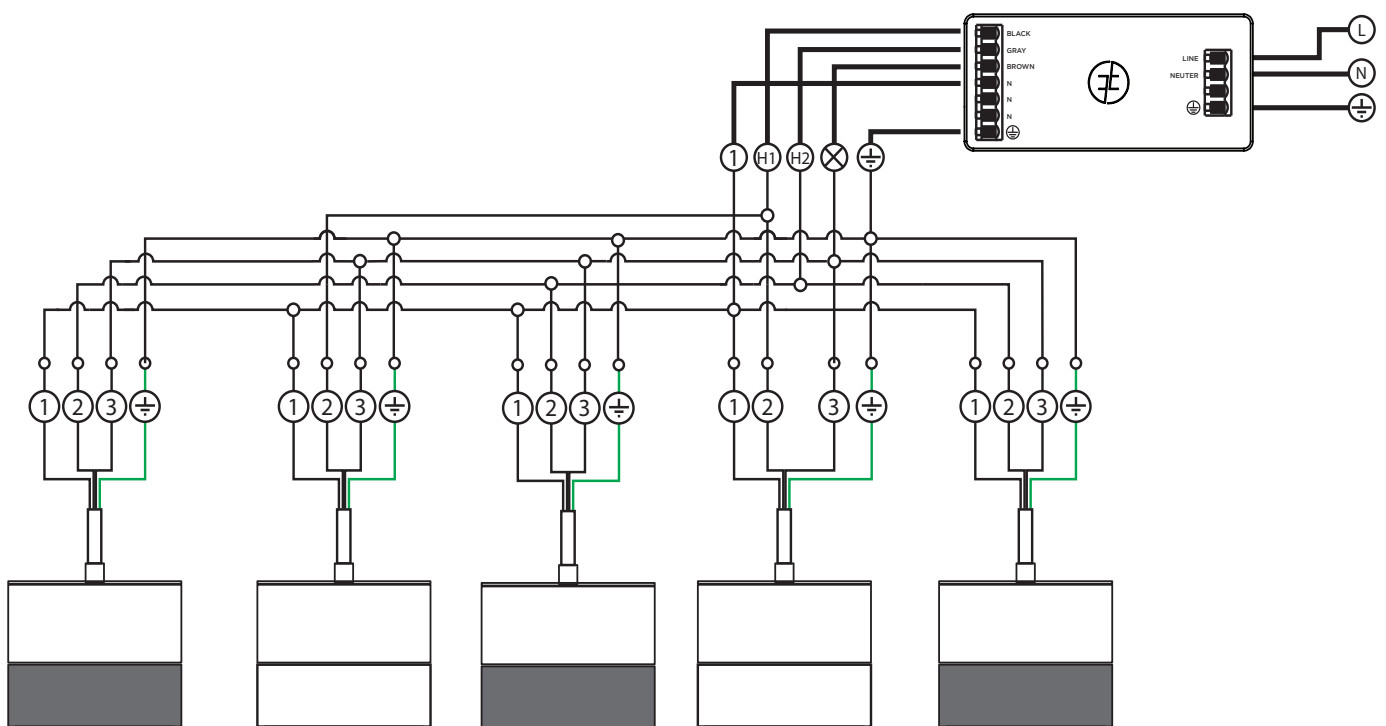 BLACK
GRAY
BROWN
N
N
N
LINE
NEUTER
L
N
1 H1 H2
1 2 3 1 2 3 1 2 3 1 2 3 1 2 3